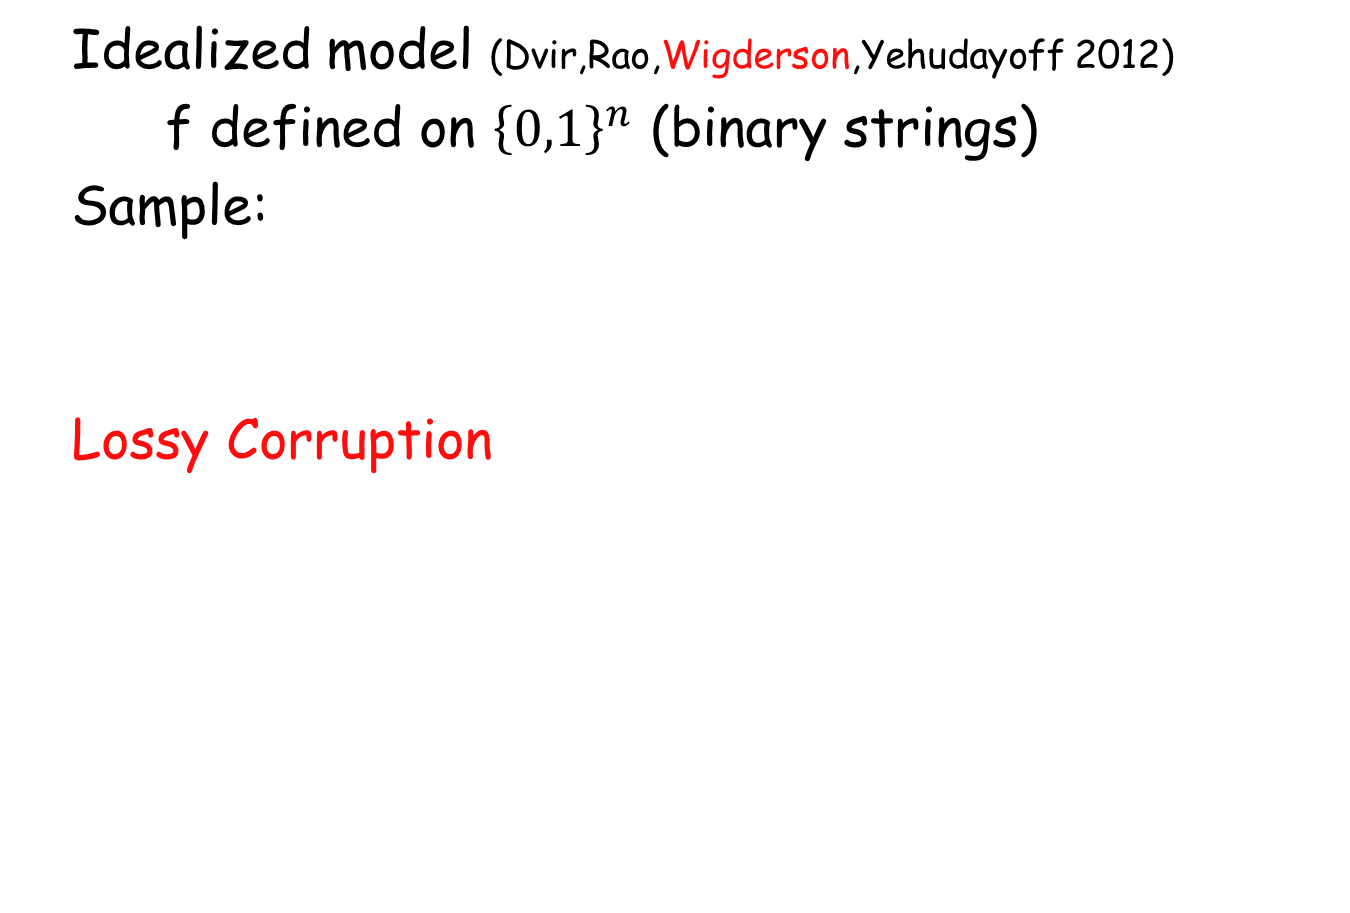 Idealized model (Dvir,Rao,Wigderson,Yehudayoff 2012)
f defined on {0,1}ⁿ (binary strings)
Sample:
Lossy Corruption